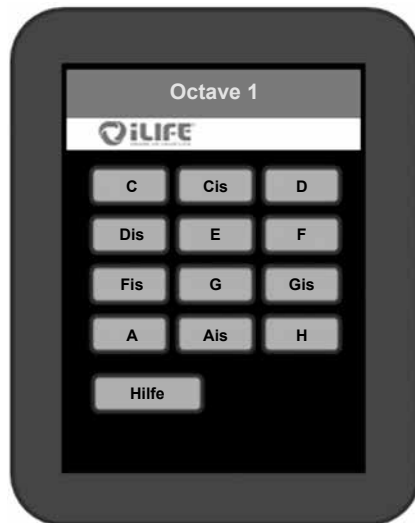 Octave 1
iLIFE
C Cis D
Dis E F
Fis G Gis
A Ais H
Hilfe